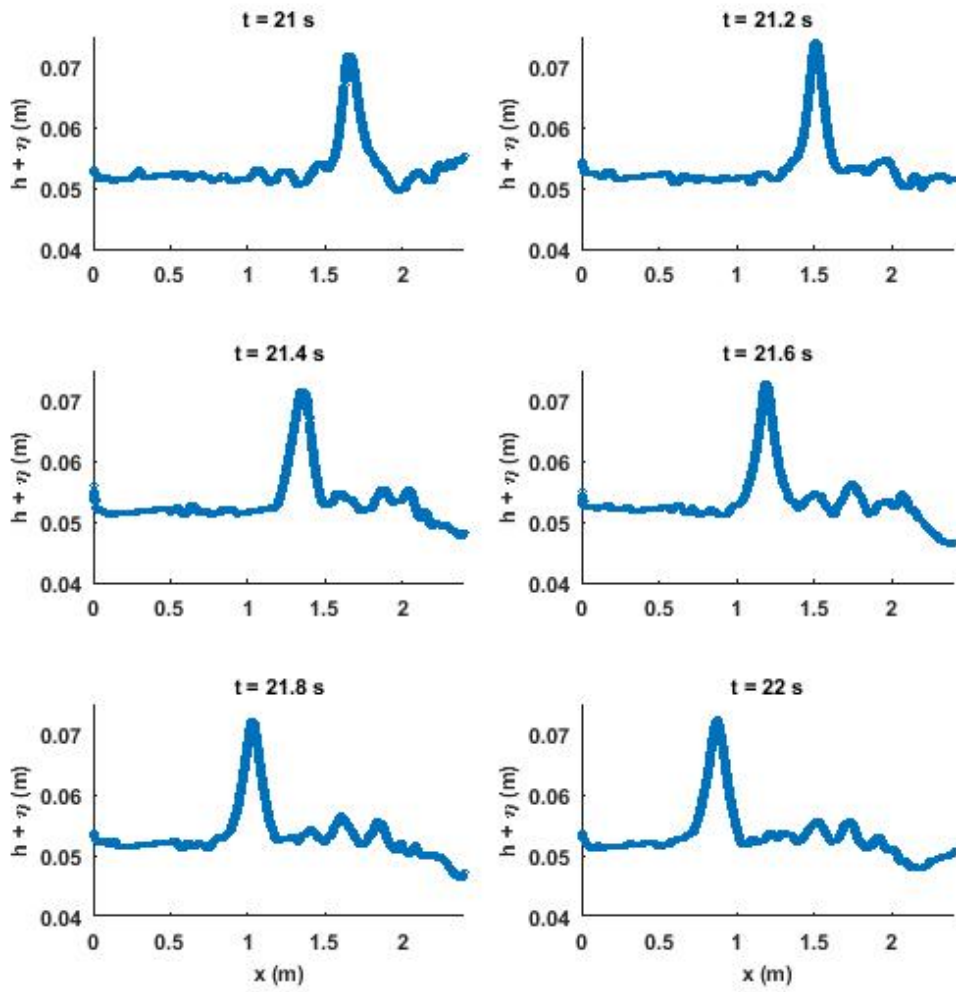 t = 21 s
h + η (m)
0.07
0.06
0.05
0.04
0 0.5 1 1.5 2
t = 21.2 s
h + η (m)
0.07
0.06
0.05
0.04
0 0.5 1 1.5 2
t = 21.4 s
h + η (m)
0.07
0.06
0.05
0.04
0 0.5 1 1.5 2
t = 21.6 s
h + η (m)
0.07
0.06
0.05
0.04
0 0.5 1 1.5 2
t = 21.8 s
h + η (m)
0.07
0.06
0.05
0.04
0 0.5 1 1.5 2
x (m)
t = 22 s
h + η (m)
0.07
0.06
0.05
0.04
0 0.5 1 1.5 2
x (m)